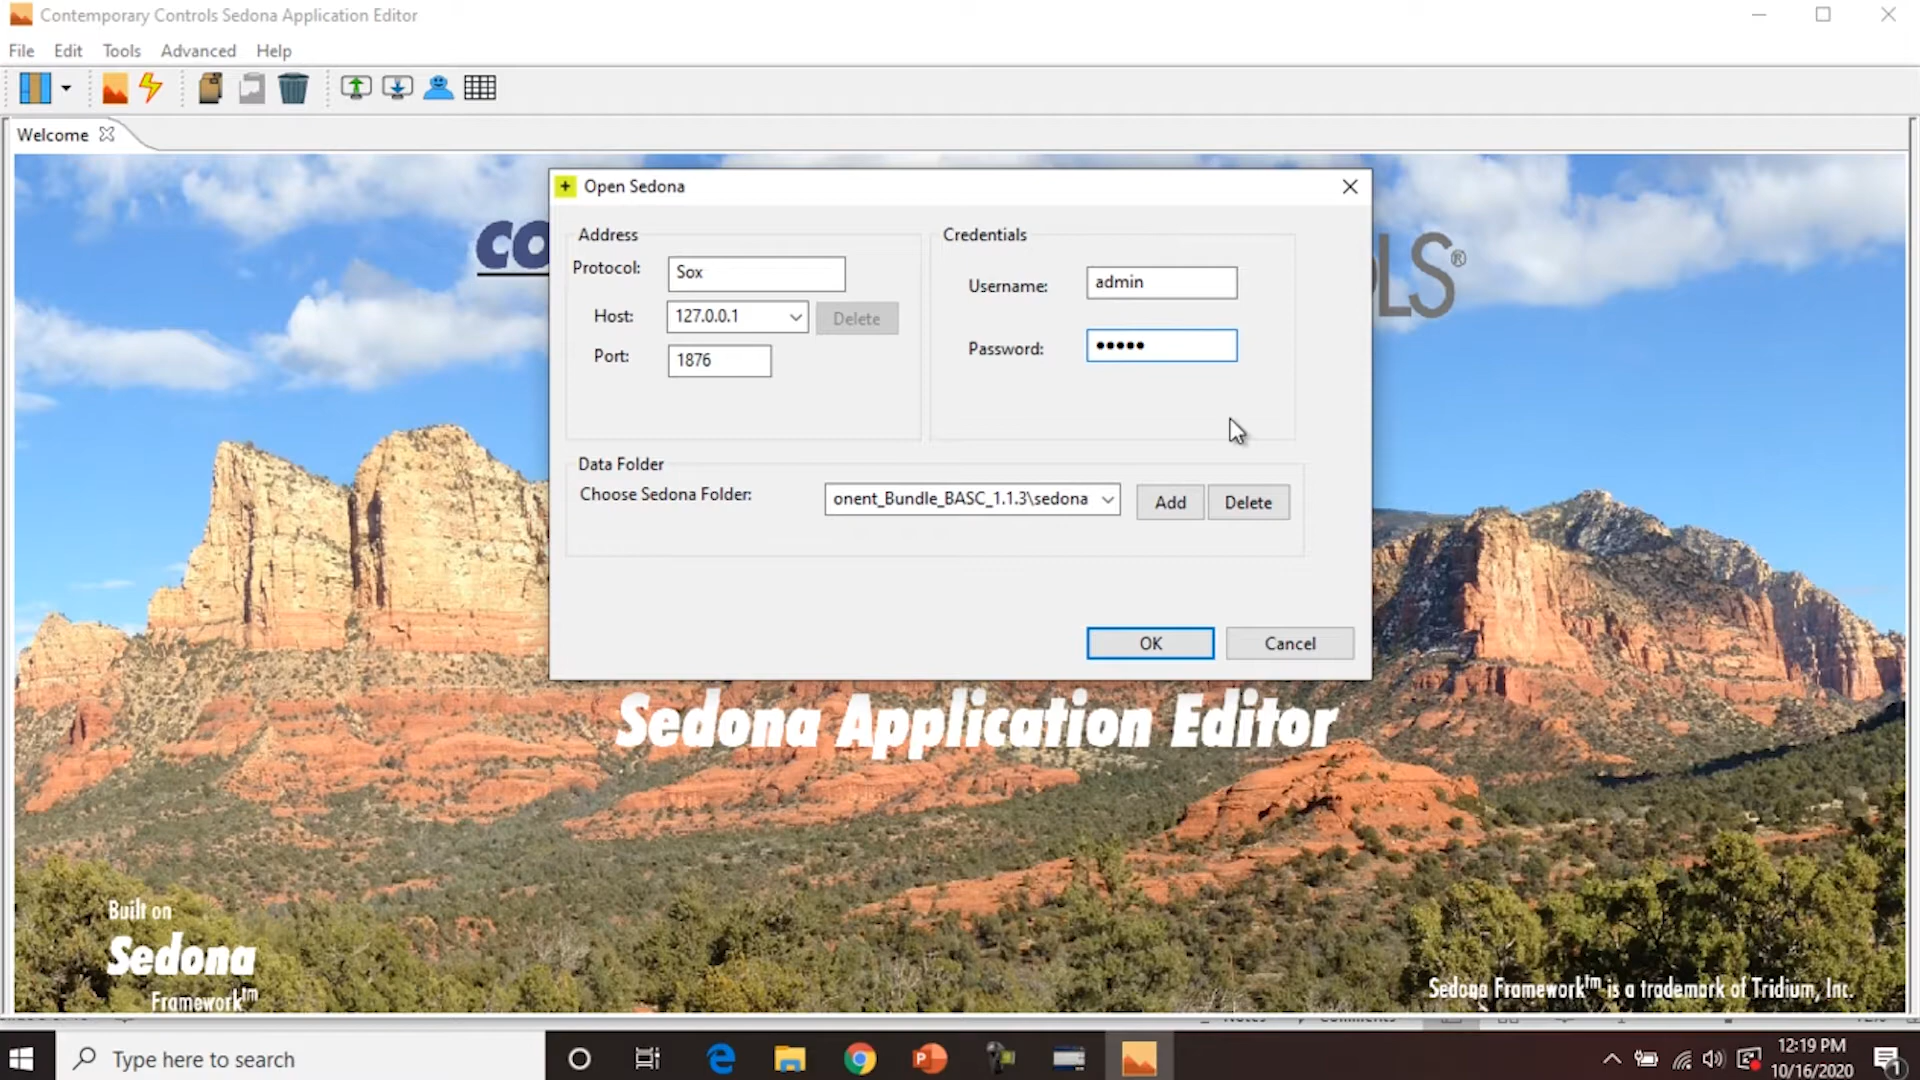 Contemporary Controls Sedona Application Editor
File Edit Tools Advanced Help
Welcome
Open Sedona
Address
Protocol: Sox
Host: 127.0.0.1 Delete
Port: 1876
Credentials
Username: admin
Password: •••••
Data Folder
Choose Sedona Folder: onent_Bundle_BASC_1.1.3\sedona Add Delete
OK Cancel
CO
LS®
Sedona Application Editor
Built on
Sedona
Framework™
Sedona Framework™ is a trademark of Tridium, Inc.
Type here to search
12:19 PM
10/16/2020
1